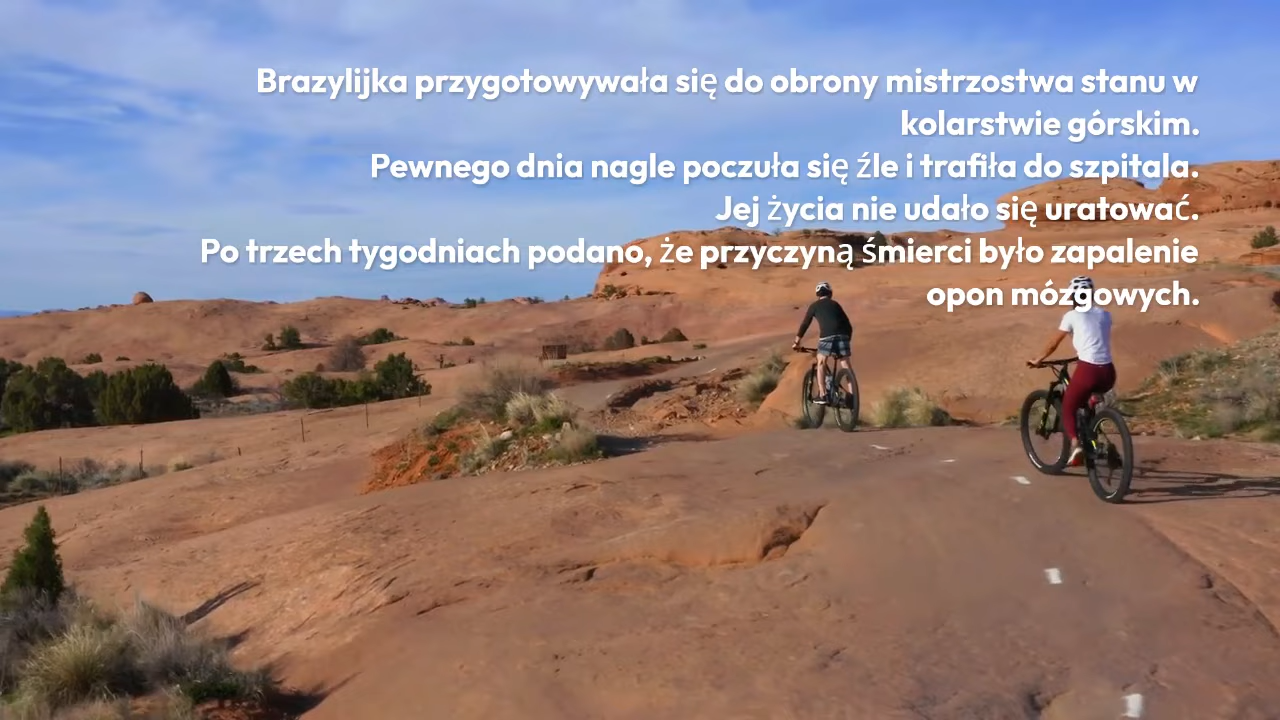 Brazylijka przygotowywała się do obrony mistrzostwa stanu w
kolarstwie górskim.
Pewnego dnia nagle poczuła się źle i trafiła do szpitala.
Jej życia nie udało się uratować.
Po trzech tygodniach podano, że przyczyną śmierci było zapalenie
opon mózgowych.